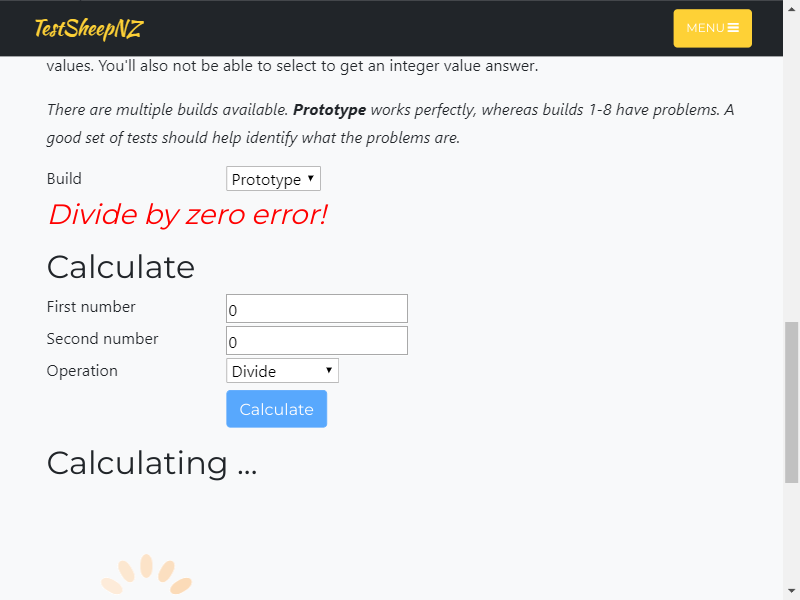 TestSheepNZ
MENU
values. You'll also not be able to select to get an integer value answer.
There are multiple builds available. Prototype works perfectly, whereas builds 1-8 have problems. A
good set of tests should help identify what the problems are.
Build
Prototype
Divide by zero error!
Calculate
First number
0
Second number
0
Operation
Divide
Calculate
Calculating ...